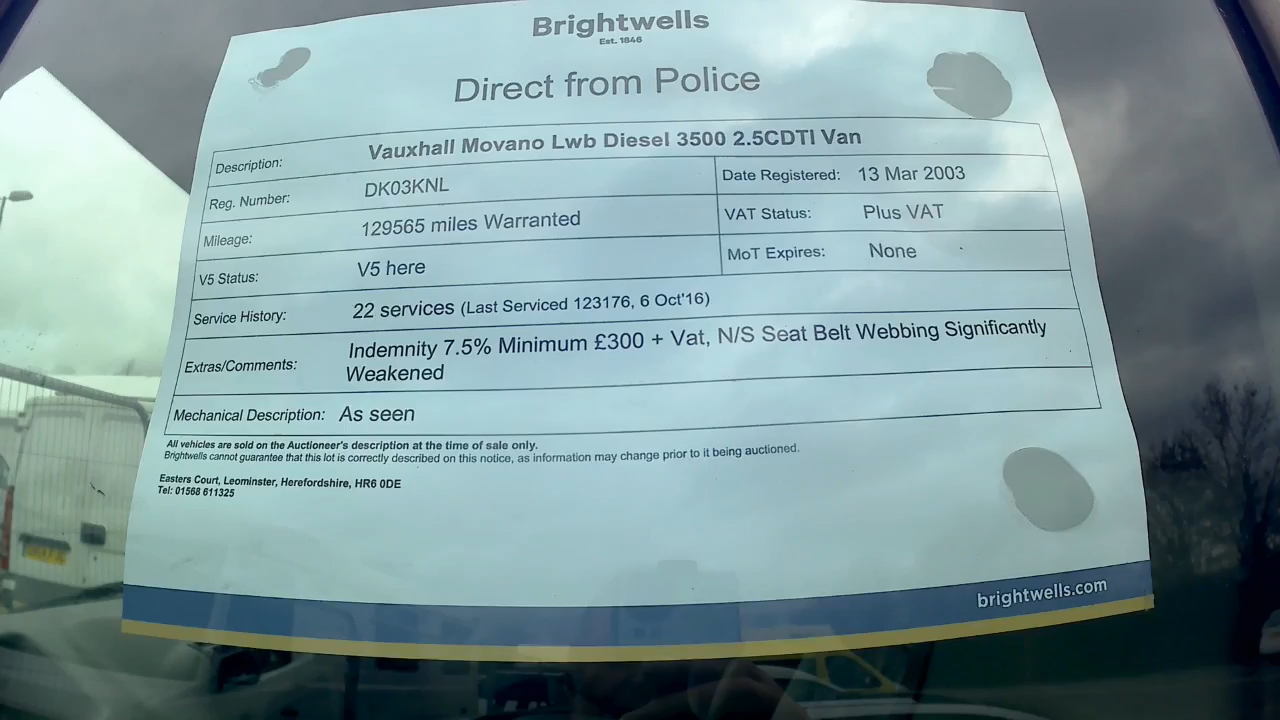 Brightwells
Est. 1846
Direct from Police
Description: Vauxhall Movano Lwb Diesel 3500 2.5CDTI Van
Reg. Number: DK03KNL Date Registered: 13 Mar 2003
Mileage: 129565 miles Warranted VAT Status: Plus VAT
V5 Status: V5 here MoT Expires: None
Service History: 22 services (Last Serviced 123176, 6 Oct'16)
Extras/Comments: Indemnity 7.5% Minimum £300 + Vat, N/S Seat Belt Webbing Significantly
Weakened
Mechanical Description: As seen
All vehicles are sold on the Auctioneer's description at the time of sale only.
Brightwells cannot guarantee that this lot is correctly described on this notice, as information may change prior to it being auctioned.
Easters Court, Leominster, Herefordshire, HR6 0DE
Tel: 01568 611325
brightwells.com